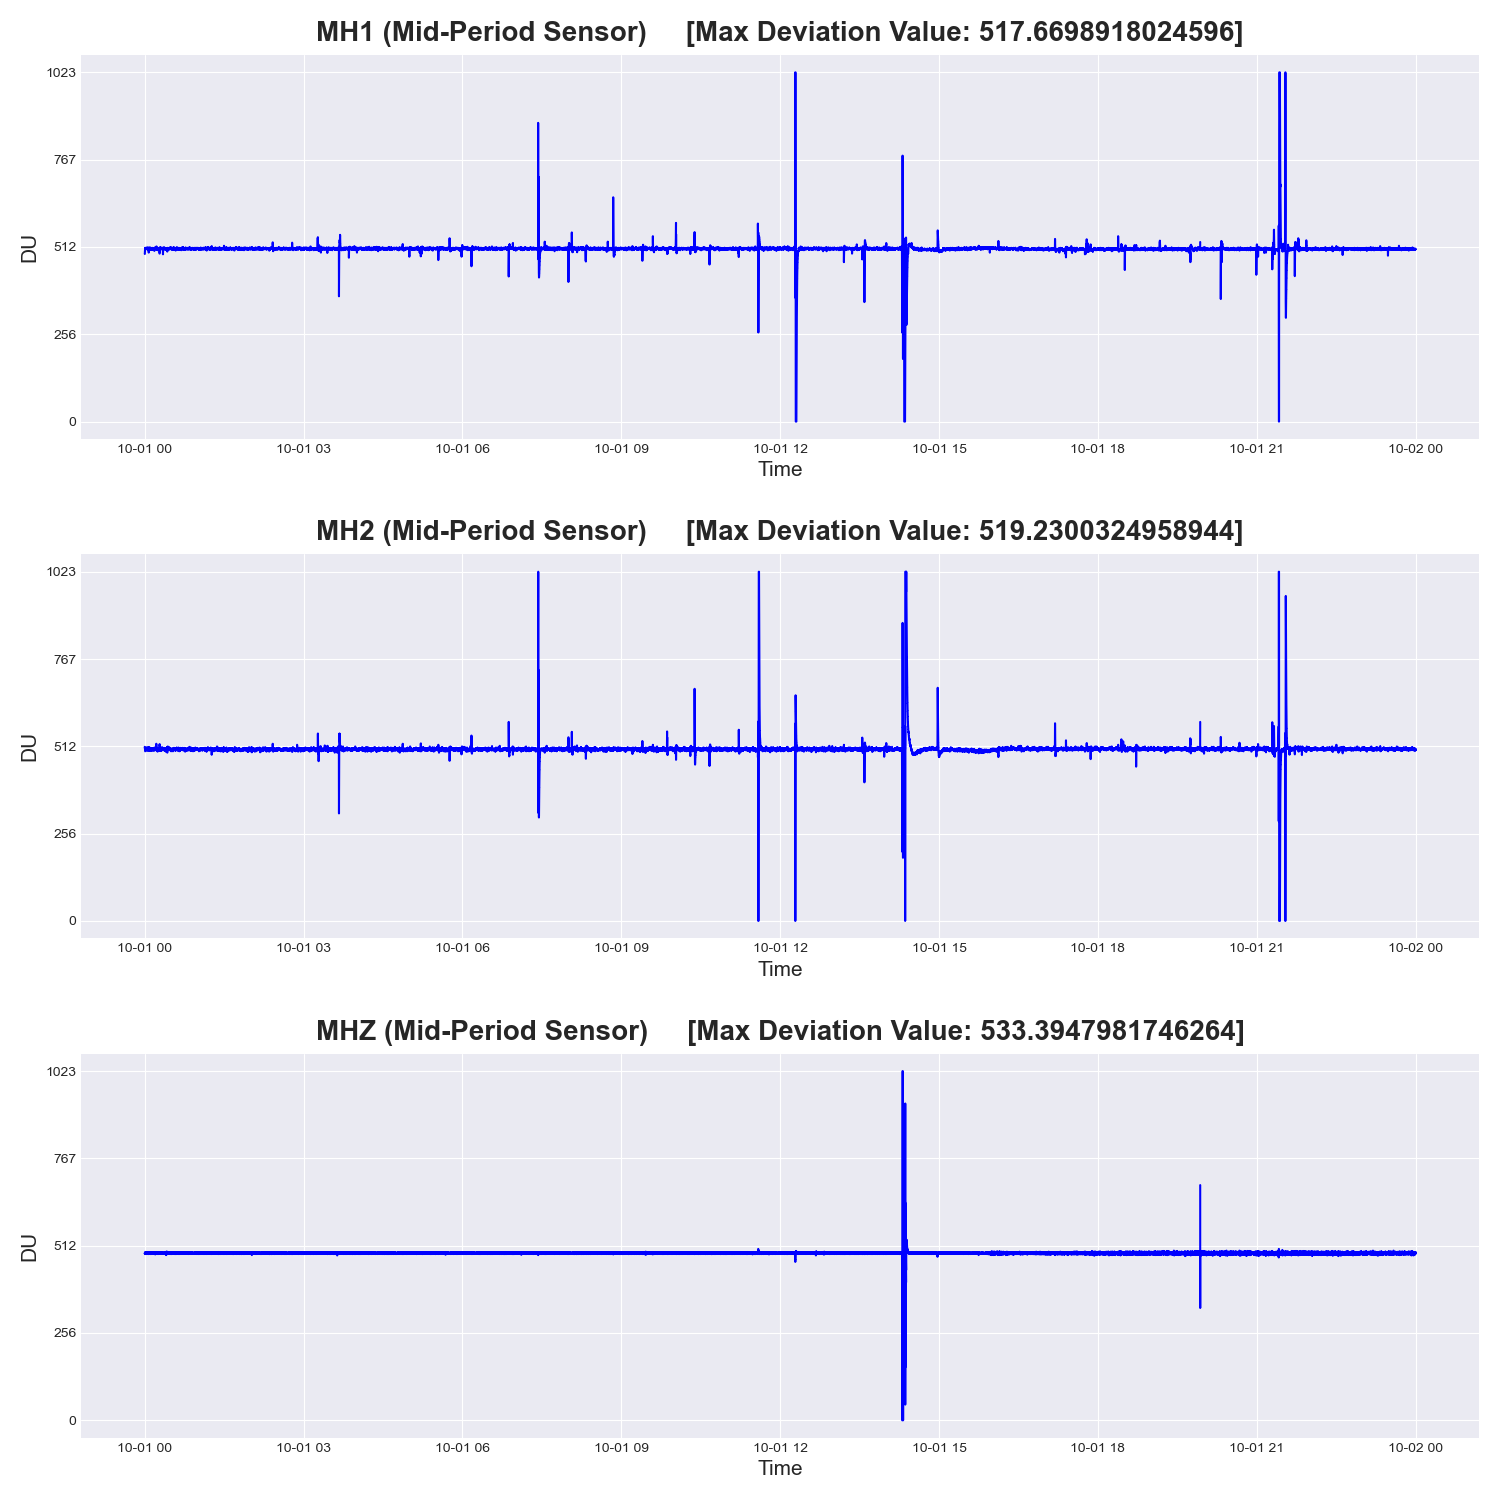 MH1 (Mid-Period Sensor) [Max Deviation Value: 517.6698918024596]
1023
767
512
256
0
DU
10-01 00 10-01 03 10-01 06 10-01 09 10-01 12 10-01 15 10-01 18 10-01 21 10-02 00
Time
MH2 (Mid-Period Sensor) [Max Deviation Value: 519.2300324958944]
1023
767
512
256
0
DU
10-01 00 10-01 03 10-01 06 10-01 09 10-01 12 10-01 15 10-01 18 10-01 21 10-02 00
Time
MHZ (Mid-Period Sensor) [Max Deviation Value: 533.3947981746264]
1023
767
512
256
0
DU
10-01 00 10-01 03 10-01 06 10-01 09 10-01 12 10-01 15 10-01 18 10-01 21 10-02 00
Time